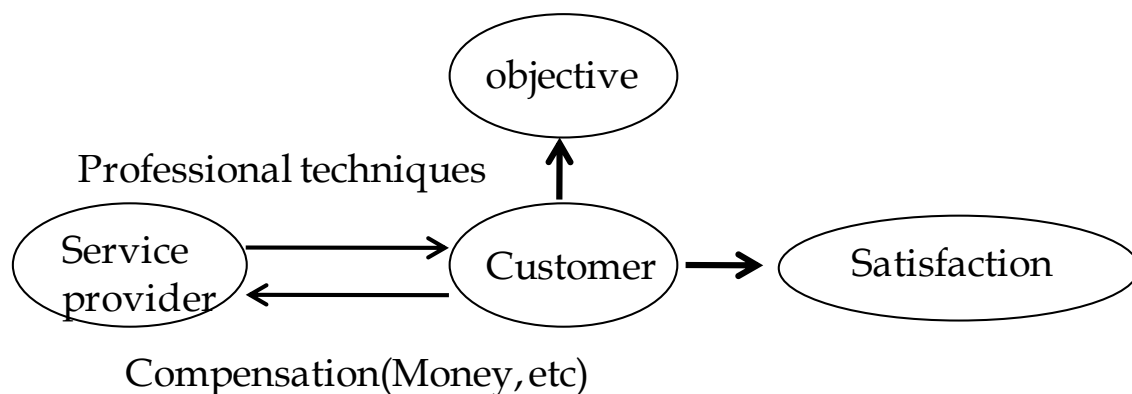 objective
Professional techniques
Service
provider
Customer
Satisfaction
Compensation(Money, etc)